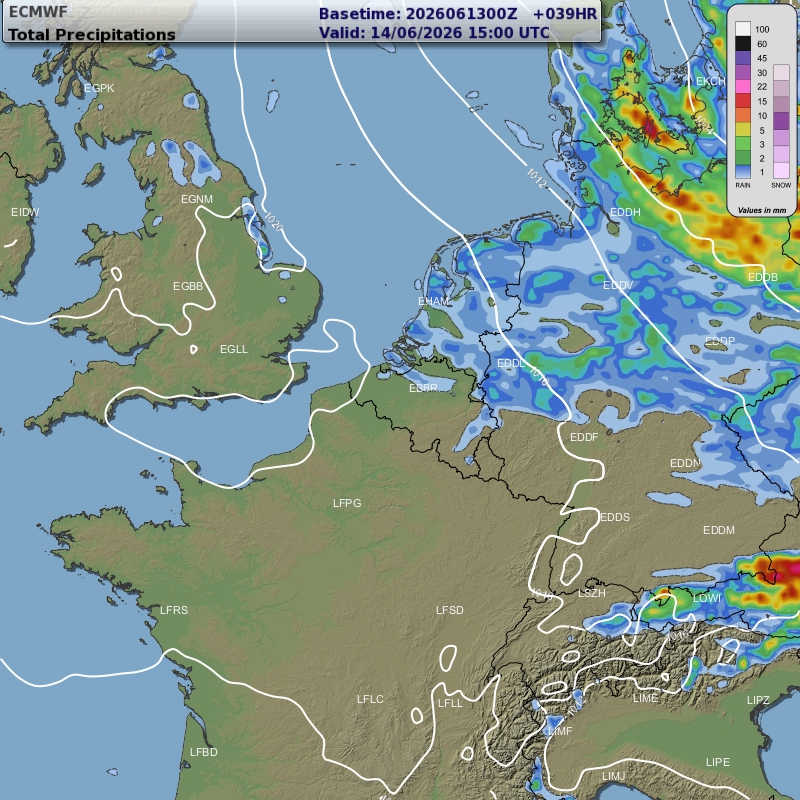 ECMWF
Total Precipitations
Basetime: 2026061300Z +039HR
Valid: 14/06/2026 15:00 UTC
100
60
45
30
22
15
10
5
3
2
1
RAIN SNOW
Values in mm
EGPK
EKCH
EIDW
EGNM
1020
1012
EDDH
EGBB
EHAM
EDDV
EDDB
EGLL
EDDL
EDDP
1016
EBBR
EDDF
EDDN
LFPG
EDDS
EDDM
LSZH
LOWI
LFRS
LFSD
LFLC
LFLL
LIME
LIPZ
LIMF
LFBD
LIPE
LIMJ